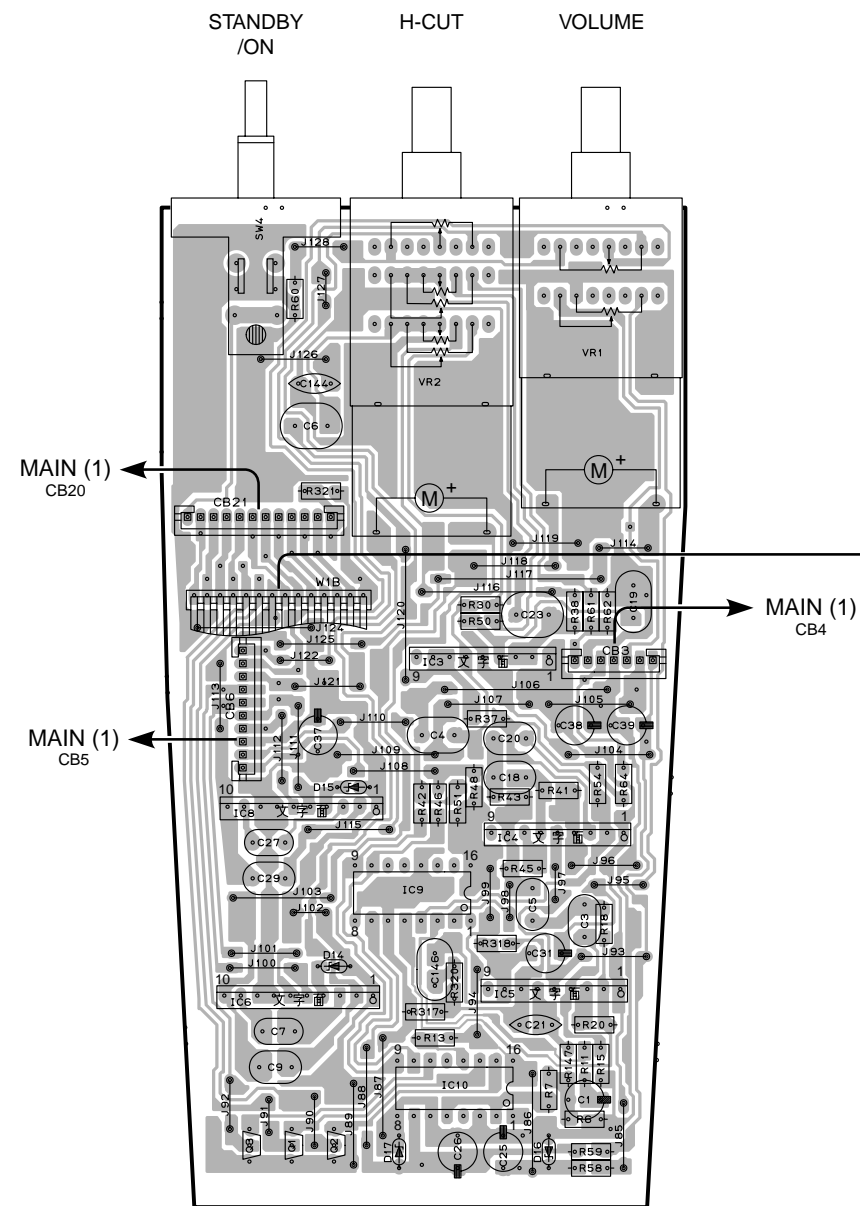 STANDBY
/ON
H-CUT
VOLUME
SW4
J128
J127
R60
J126
VR1
VR2
C144
C6
M +
M +
MAIN (1)
CB20
R321
CB21
J119
J114
J118
J117
W1B
J116
J120
C19
R30
R50
C23
R38
R61
R62
MAIN (1)
CB4
J124
J125
J122
CB3
IC3 文字面
9
1
J121
J113
CB6
J106
J107
J105
J110
R37
C37
C4
C20
C38
C39
MAIN (1)
CB5
J112
J111
J109
J104
J108
C18
D15
R42
R46
R51
R48
R43
R41
R54
R64
10
1
IC8 文字面
9
1
IC4 文字面
J115
C27
9
16
J96
IC9
R45
C29
J99
J98
J97
J95
J103
J102
8
1
C5
C3
R18
R318
J101
J100
D14
C146
R320
C31
J93
10
1
IC6 文字面
J94
9
1
IC5 文字面
R317
C7
R13
C21
R20
C9
J88
J87
9
16
IC10
R147
R11
R15
R7
C1
R6
J92
J91
J90
J89
J86
J85
8
1
Q3
Q1
Q2
D17
C26
C25
D16
R59
R58